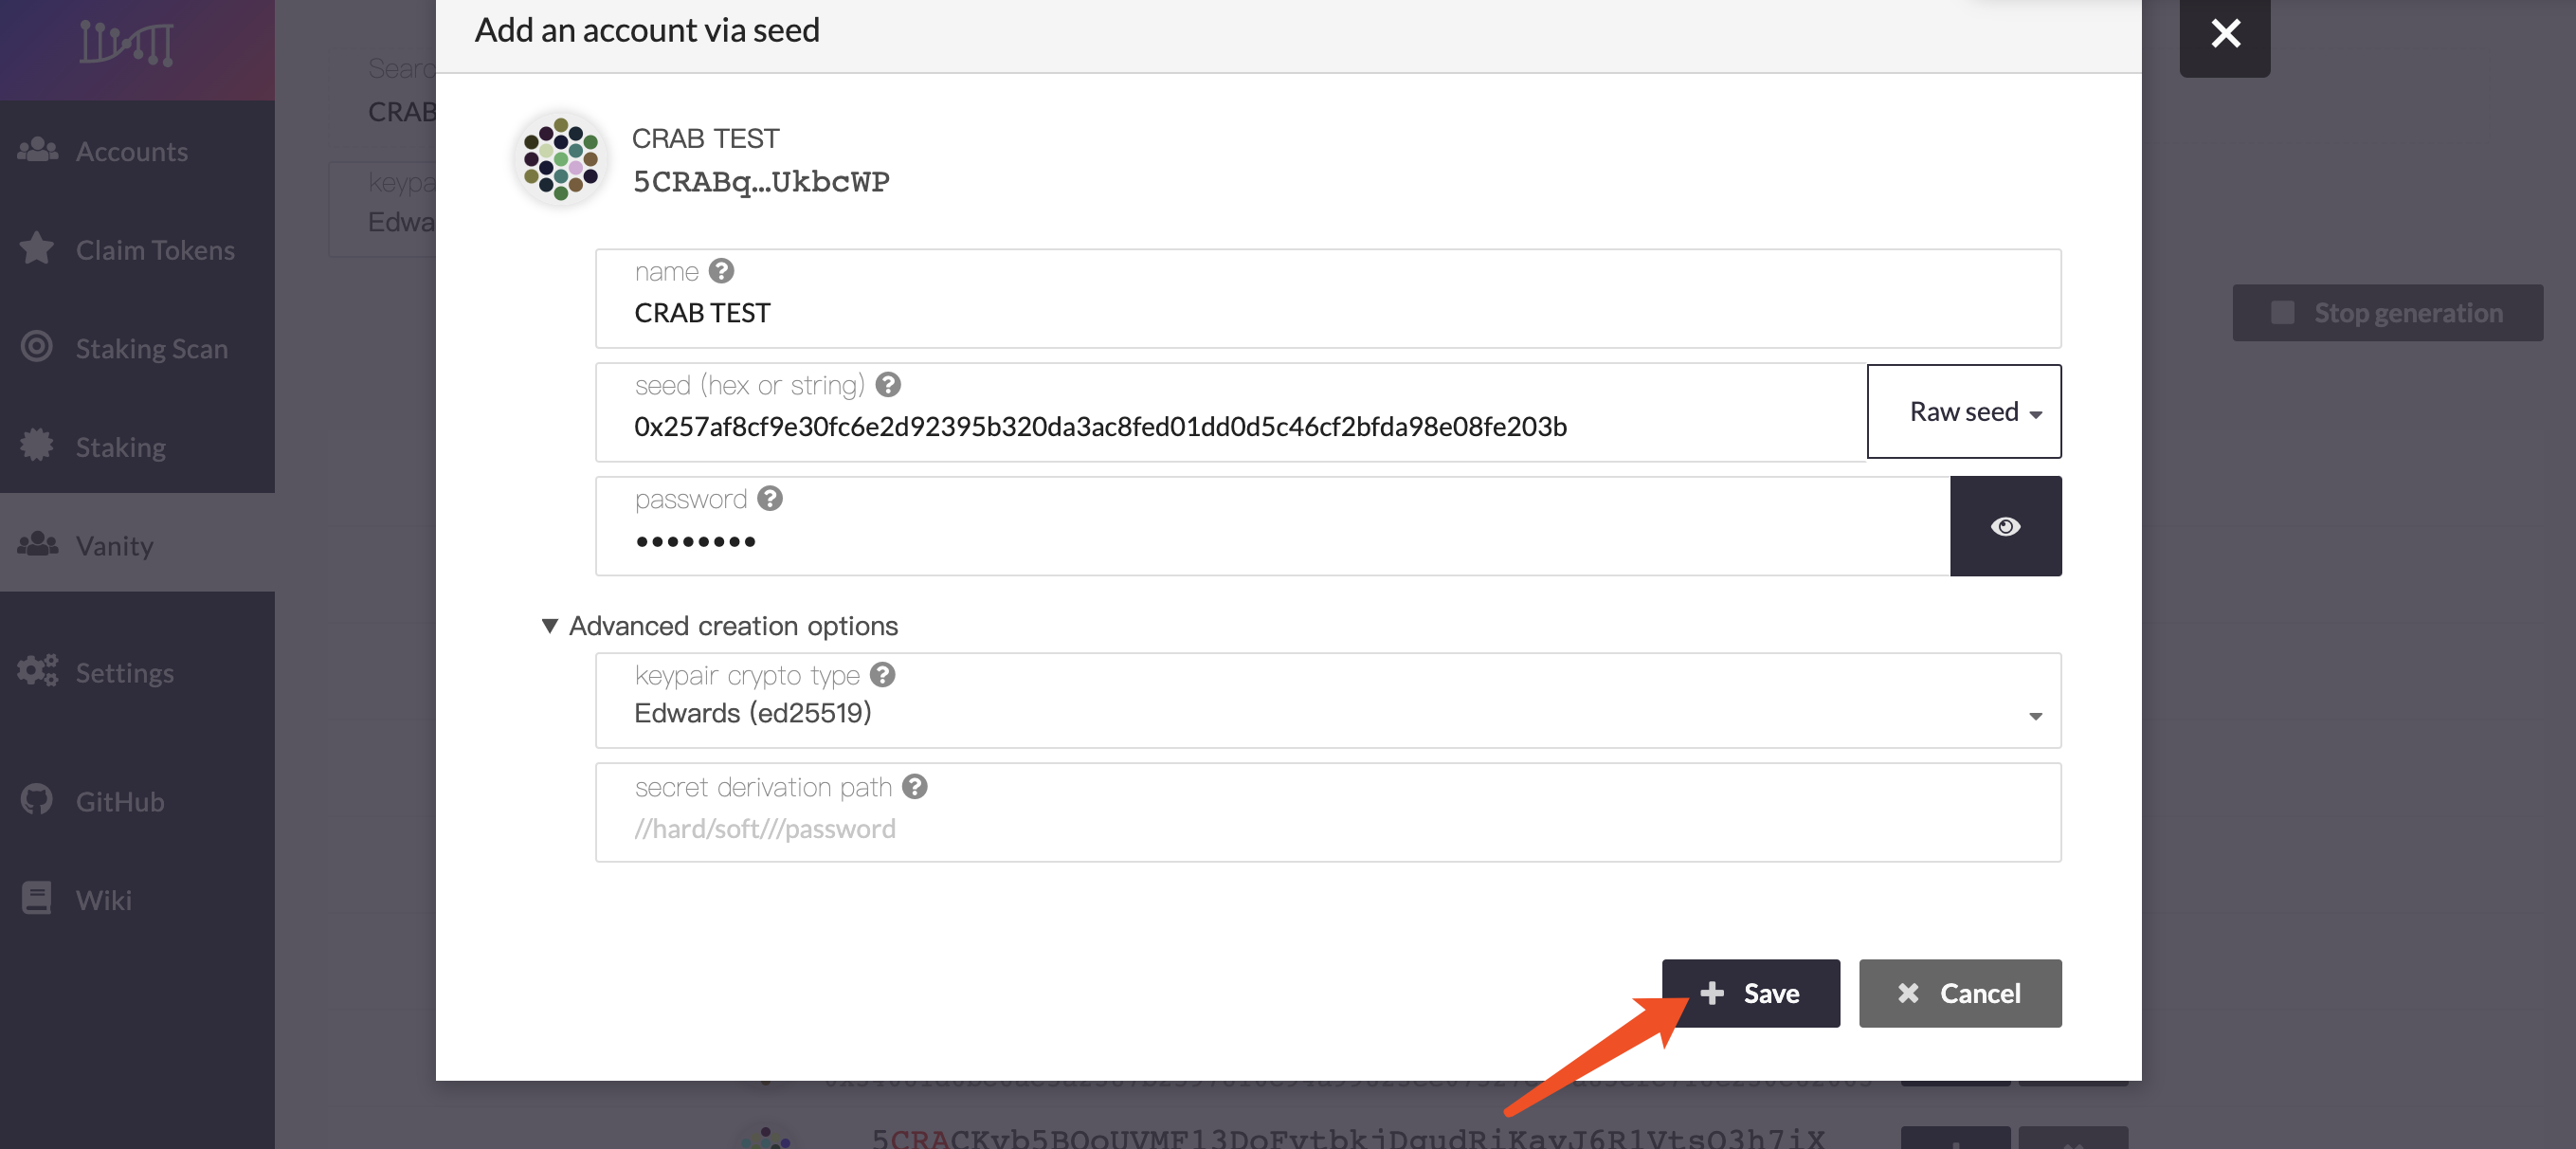 Add an account via seed
CRAB TEST
5CRABq…UkbcWP
name
CRAB TEST
seed (hex or string)
0x257af8cf9e30fc6e2d92395b320da3ac8fed01dd0d5c46cf2bfda98e08fe203b
Raw seed
password
••••••••
Advanced creation options
keypair crypto type
Edwards (ed25519)
secret derivation path
//hard/soft///password
Save
Cancel
Accounts
Claim Tokens
Staking Scan
Staking
Vanity
Settings
GitHub
Wiki
Searc
CRAB
keypa
Edwa
Stop generation